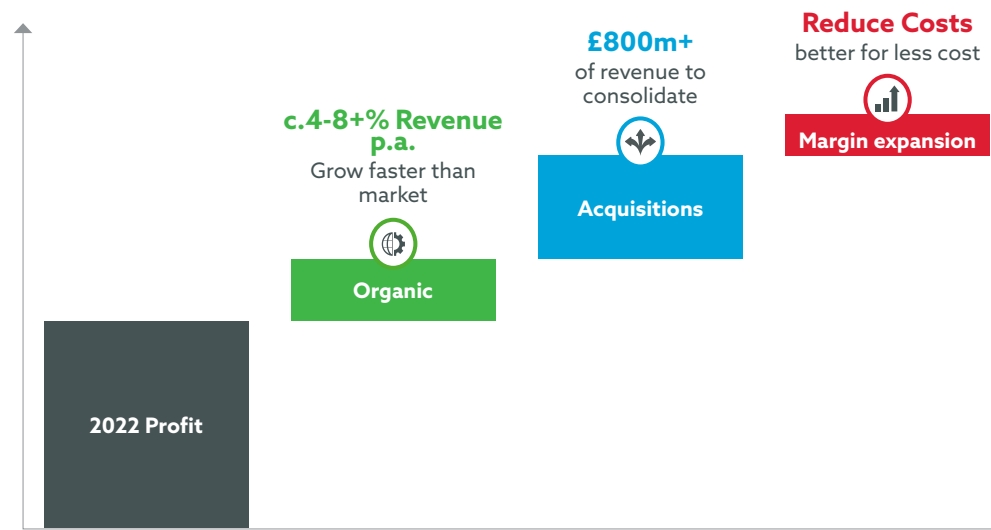 Reduce Costs
better for less cost
Margin expansion
£800m+
of revenue to
consolidate
Acquisitions
c.4-8+% Revenue
p.a.
Grow faster than
market
Organic
2022 Profit